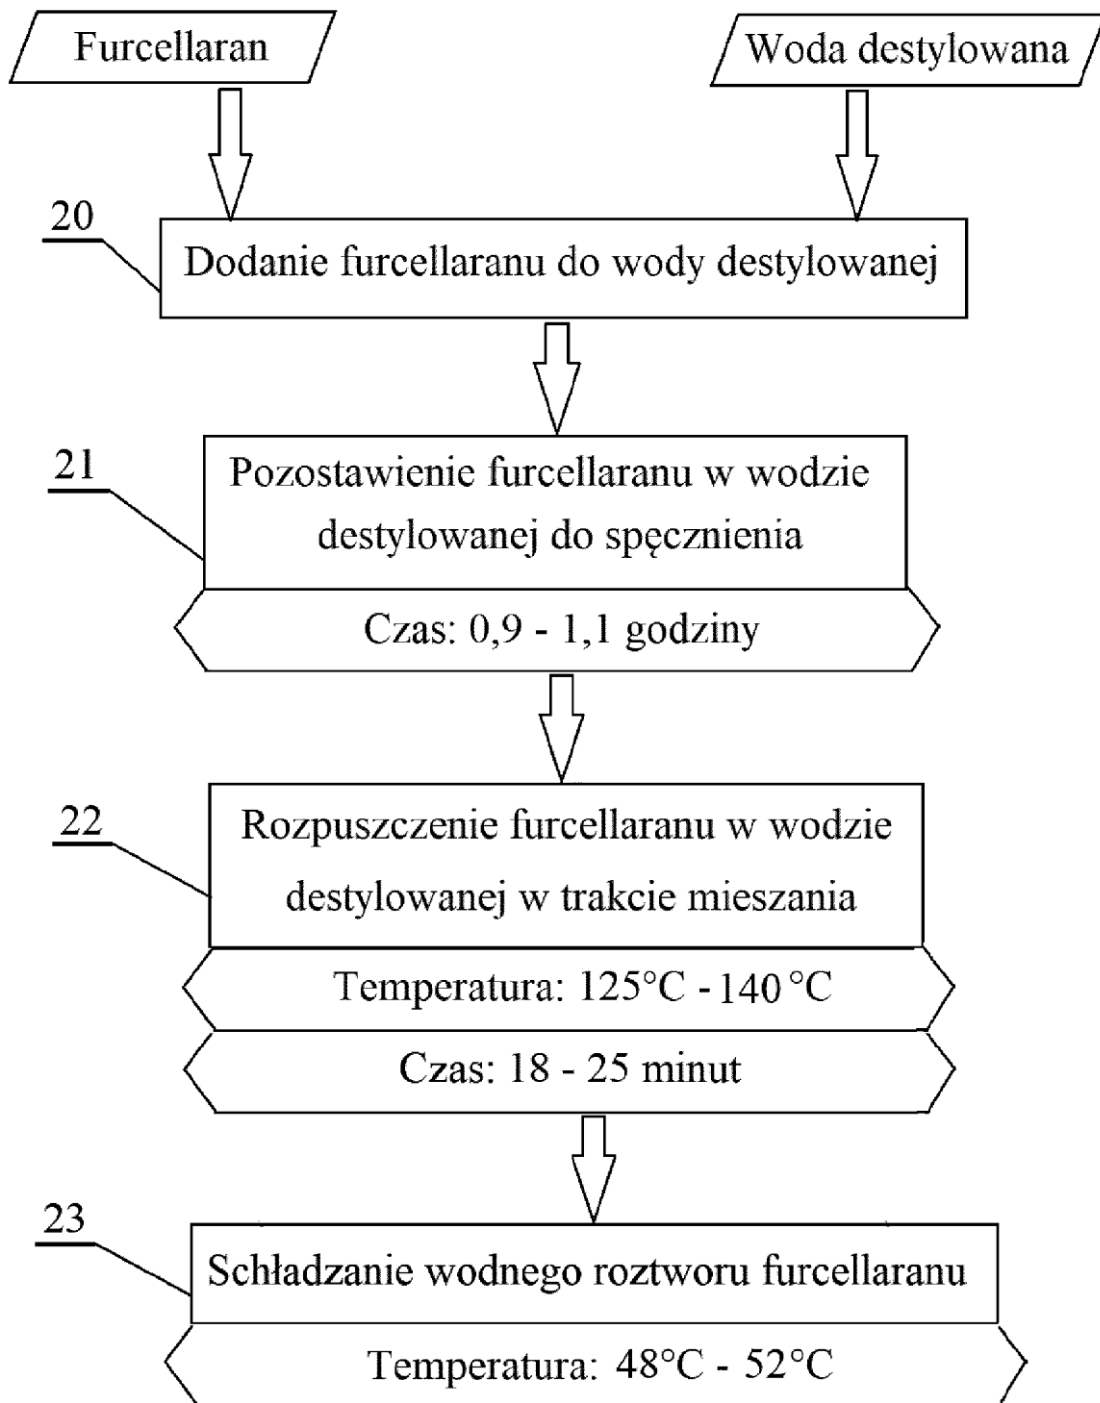 Furcellaran
Woda destylowana
20
Dodanie furcellaranu do wody destylowanej
21
Pozostawienie furcellaranu w wodzie
destylowanej do spęcznienia
Czas: 0,9 - 1,1 godziny
22
Rozpuszczenie furcellaranu w wodzie
destylowanej w trakcie mieszania
Temperatura: 125°C - 140 °C
Czas: 18 - 25 minut
23
Schładzanie wodnego roztworu furcellaranu
Temperatura: 48°C - 52°C